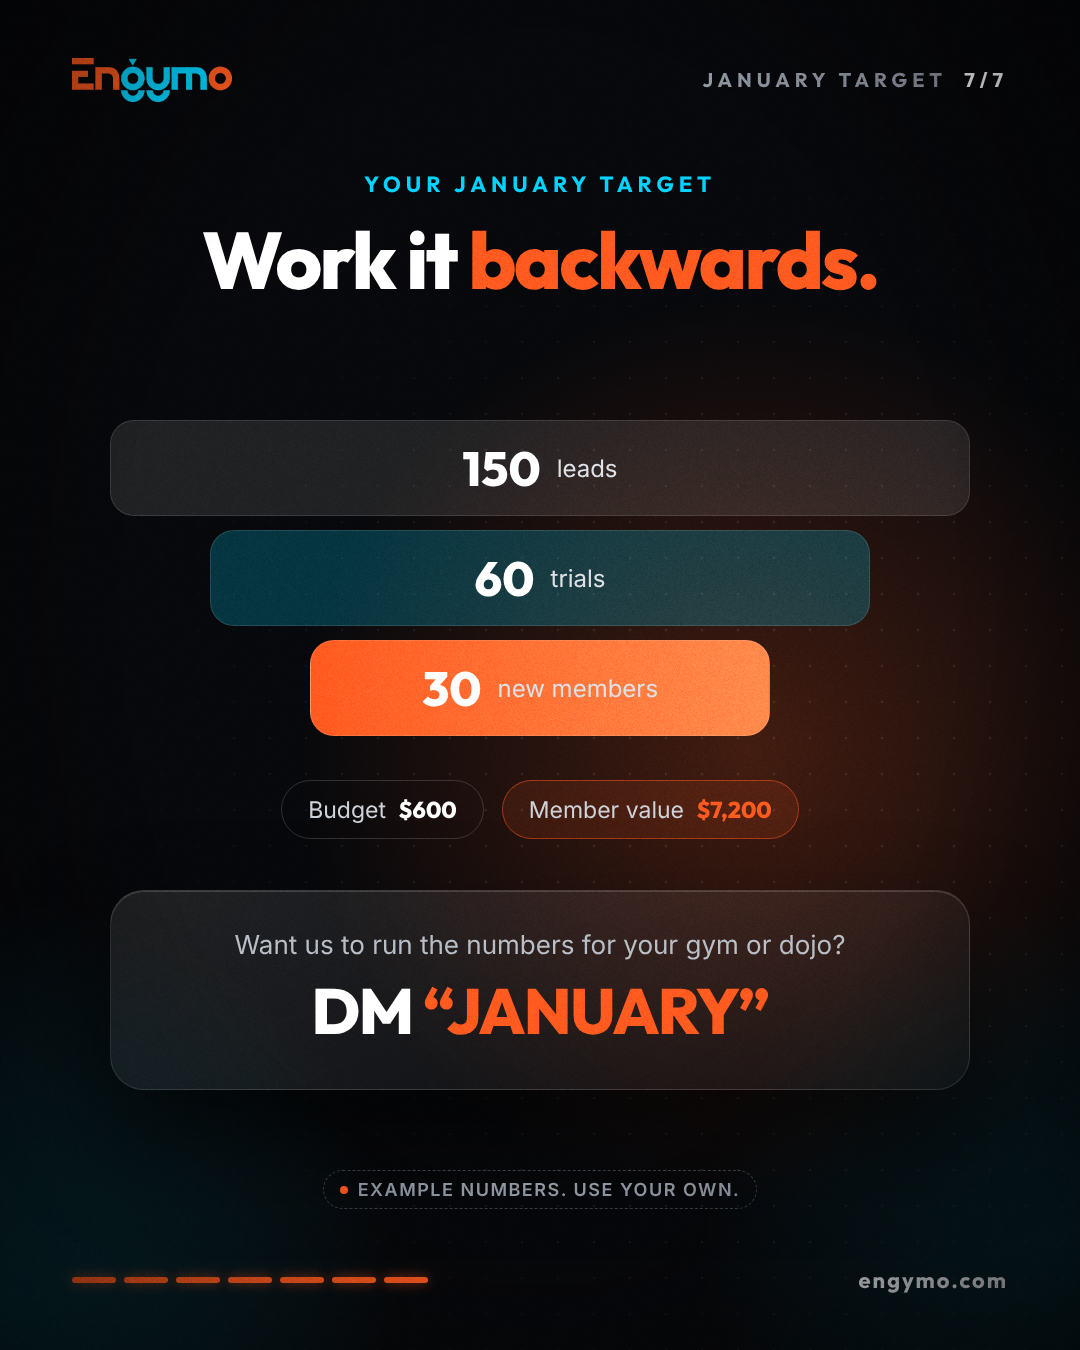 Engymo
JANUARY TARGET 7/7
YOUR JANUARY TARGET
Work it backwards.
150 leads
60 trials
30 new members
Budget $600
Member value $7,200
Want us to run the numbers for your gym or dojo?
DM “JANUARY”
EXAMPLE NUMBERS. USE YOUR OWN.
engymo.com